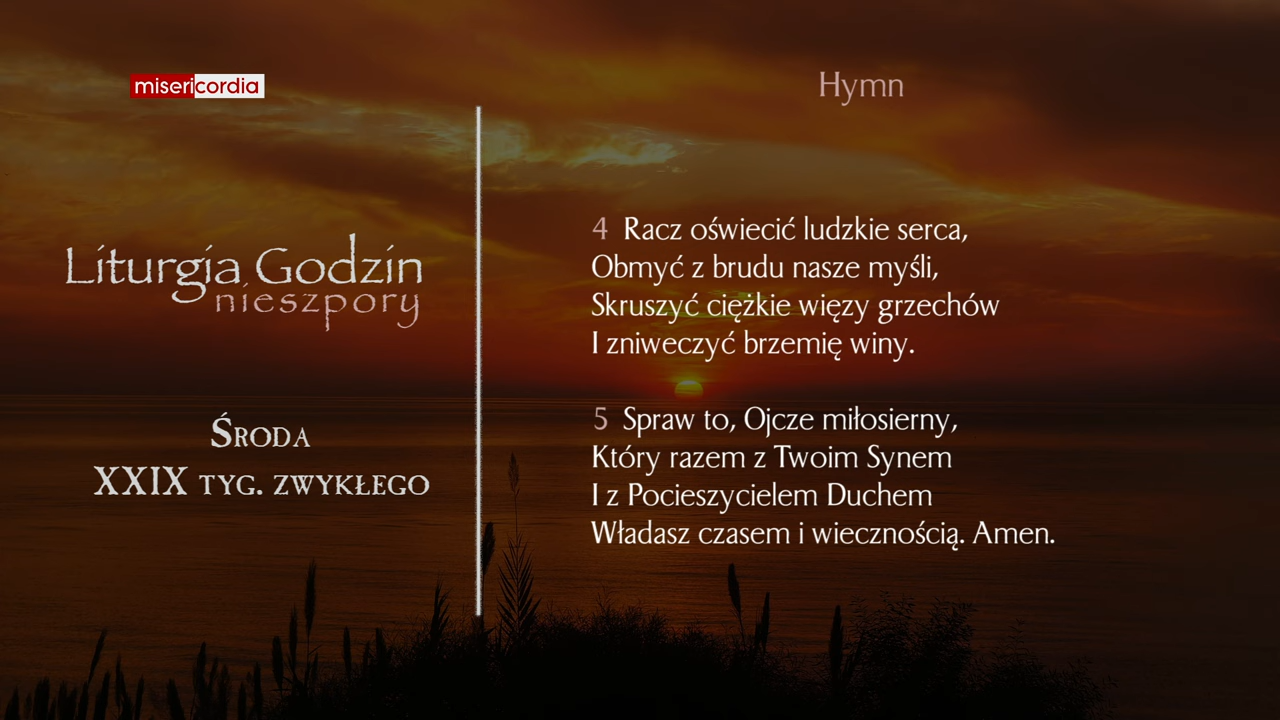 misericordia
Liturgia Godzin
nieszpory
Środa
XXIX tyg. zwykłego
Hymn
4 Racz oświecić ludzkie serca,
Obmyć z brudu nasze myśli,
Skruszyć ciężkie więzy grzechów
I zniweczyć brzemię winy.
5 Spraw to, Ojcze miłosierny,
Który razem z Twoim Synem
I z Pocieszycielem Duchem
Władasz czasem i wiecznością. Amen.